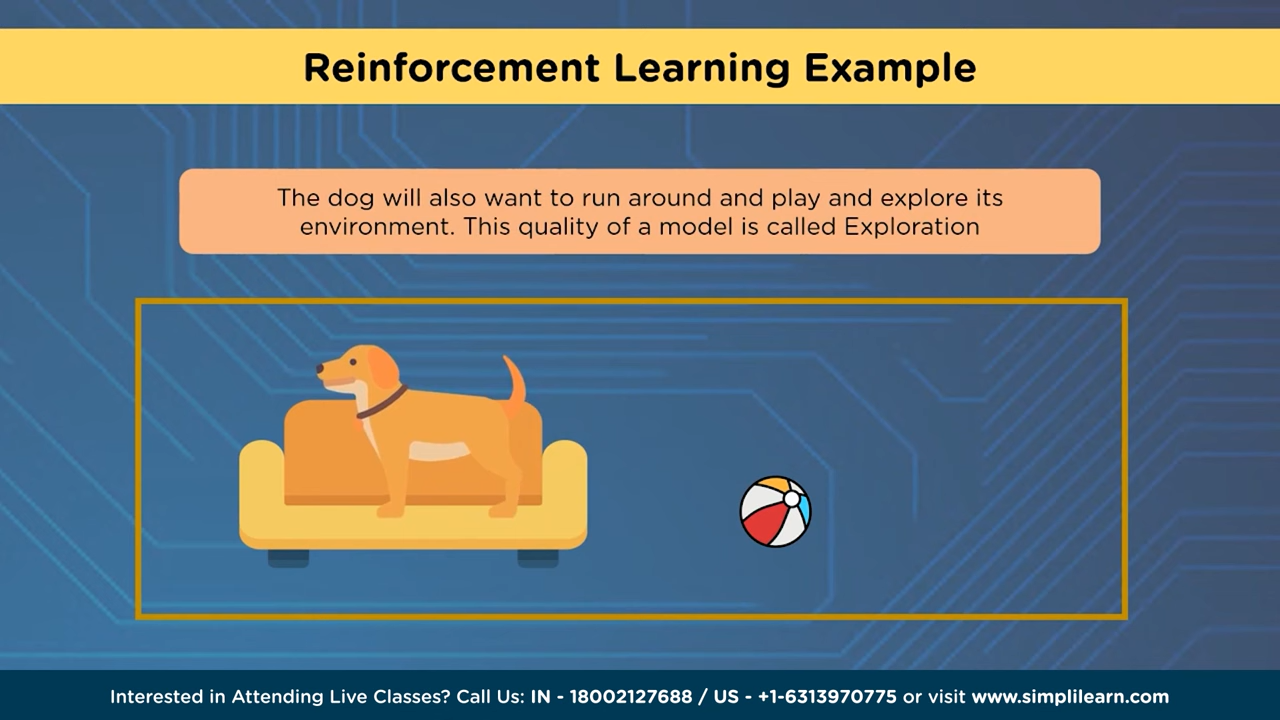 Reinforcement Learning Example
The dog will also want to run around and play and explore its
environment. This quality of a model is called Exploration
Interested in Attending Live Classes? Call Us: IN - 18002127688 / US - +1-6313970775 or visit www.simplilearn.com